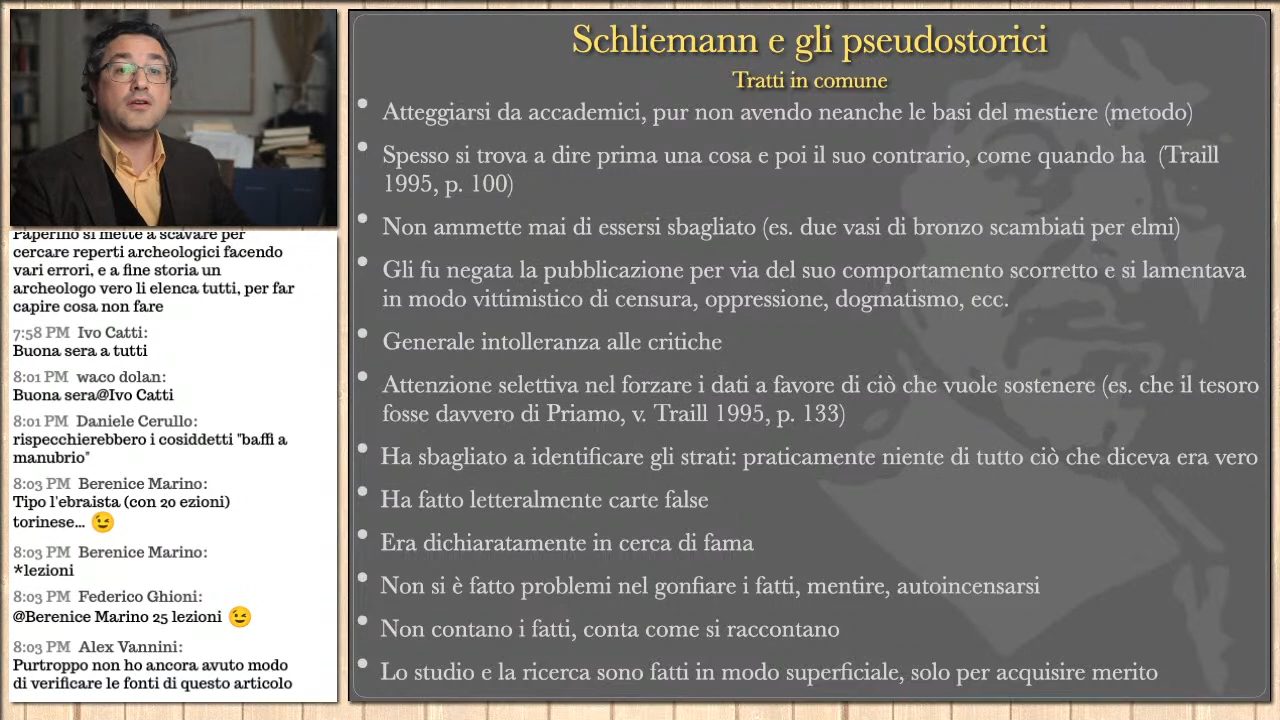 Schliemann e gli pseudostorici
Tratti in comune
• Atteggiarsi da accademici, pur non avendo neanche le basi del mestiere (metodo)
• Spesso si trova a dire prima una cosa e poi il suo contrario, come quando ha (Traill
1995, p. 100)
• Non ammette mai di essersi sbagliato (es. due vasi di bronzo scambiati per elmi)
• Gli fu negata la pubblicazione per via del suo comportamento scorretto e si lamentava
in modo vittimistico di censura, oppressione, dogmatismo, ecc.
• Generale intolleranza alle critiche
• Attenzione selettiva nel forzare i dati a favore di ciò che vuole sostenere (es. che il tesoro
fosse davvero di Priamo, v. Traill 1995, p. 133)
• Ha sbagliato a identificare gli strati: praticamente niente di tutto ciò che diceva era vero
• Ha fatto letteralmente carte false
• Era dichiaratamente in cerca di fama
• Non si è fatto problemi nel gonfiare i fatti, mentire, autoincensarsi
• Non contano i fatti, conta come si raccontano
• Lo studio e la ricerca sono fatti in modo superficiale, solo per acquisire merito
Paperino si mette a scavare per
cercare reperti archeologici facendo
vari errori, e a fine storia un
archeologo vero li elenca tutti, per far
capire cosa non fare
7:58 PM Ivo Catti:
Buona sera a tutti
8:01 PM waco dolan:
Buona sera@Ivo Catti
8:01 PM Daniele Cerullo:
rispecchierebbero i cosiddetti "baffi a
manubrio"
8:03 PM Berenice Marino:
Tipo l'ebraista (con 20 ezioni)
torinese... 😉
8:03 PM Berenice Marino:
*lezioni
8:03 PM Federico Ghioni:
@Berenice Marino 25 lezioni 😉
8:03 PM Alex Vannini:
Purtroppo non ho ancora avuto modo
di verificare le fonti di questo articolo